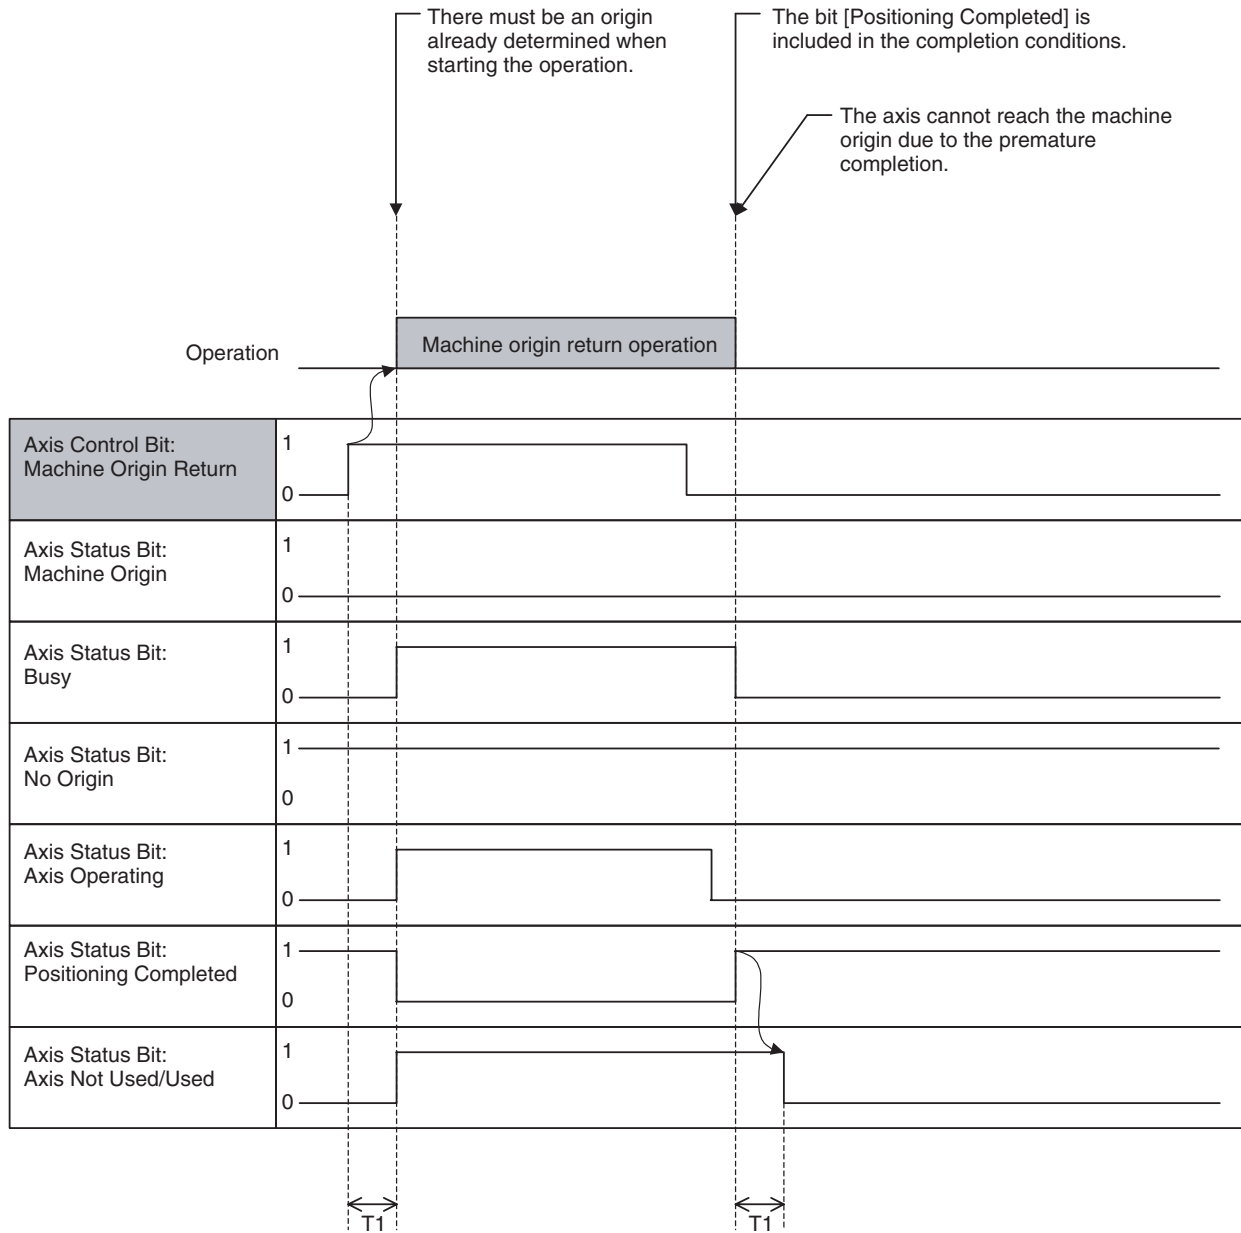 There must be an origin
already determined when
starting the operation.
The bit [Positioning Completed] is
included in the completion conditions.
The axis cannot reach the machine
origin due to the premature
completion.
Operation
Machine origin return operation
Axis Control Bit:
Machine Origin Return
1
0
Axis Status Bit:
Machine Origin
1
0
Axis Status Bit:
Busy
1
0
Axis Status Bit:
No Origin
1
0
Axis Status Bit:
Axis Operating
1
0
Axis Status Bit:
Positioning Completed
1
0
Axis Status Bit:
Axis Not Used/Used
1
0
T1
T1